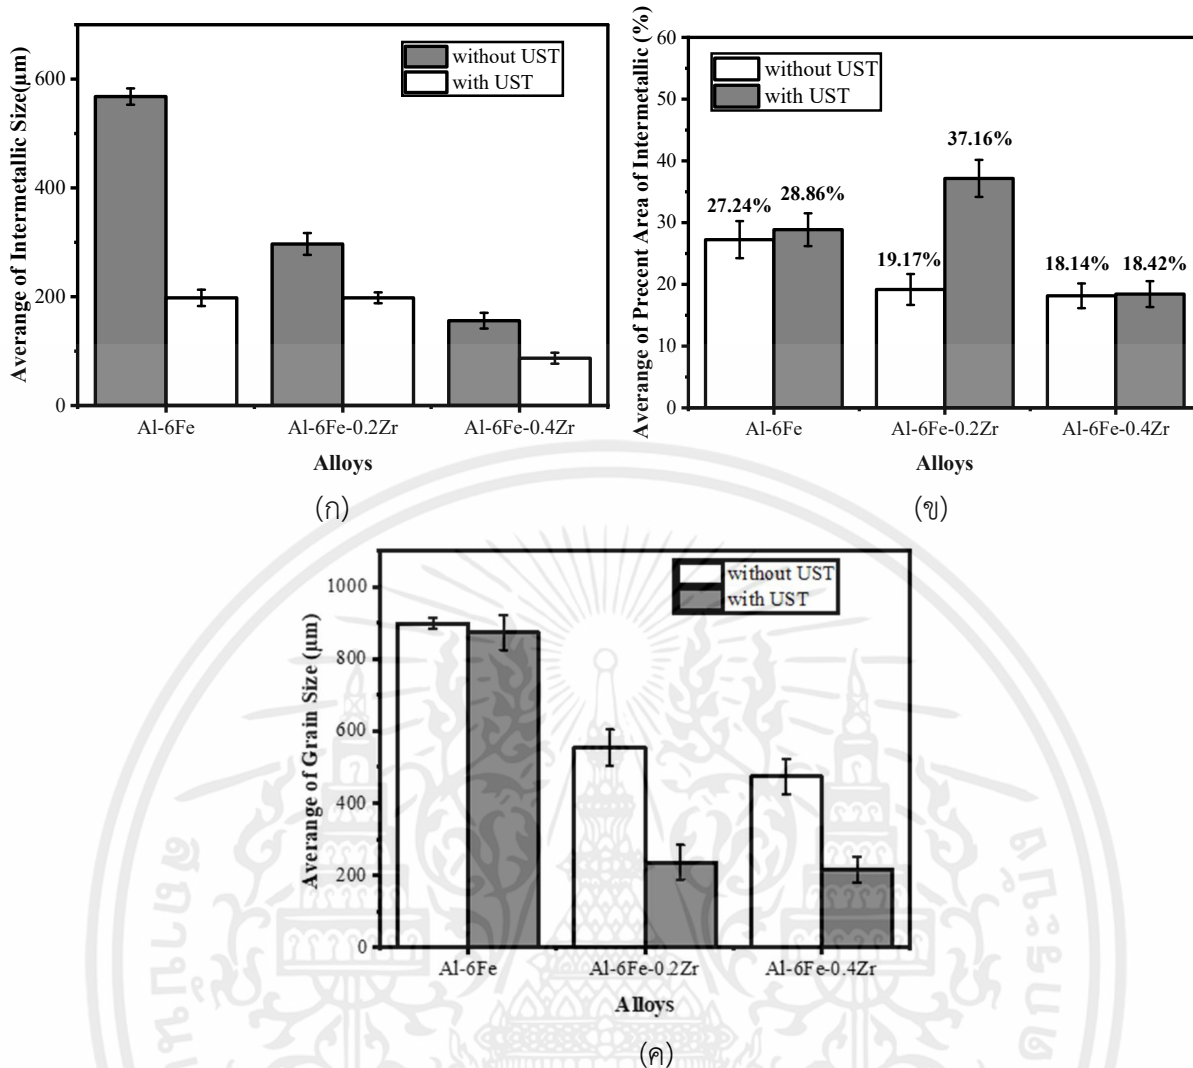 Averange of Intermetallic Size(μm)
600
400
200
0
without UST
with UST
Al-6Fe
Al-6Fe-0.2Zr
Al-6Fe-0.4Zr
Alloys
(ก)
Averange of Precent Area of Intermetallic (%)
60
50
40
30
20
10
0
without UST
with UST
27.24%
28.86%
19.17%
37.16%
18.14%
18.42%
Al-6Fe
Al-6Fe-0.2Zr
Al-6Fe-0.4Zr
Alloys
(ข)
Averange of Grain Size (μm)
1000
800
600
400
200
0
without UST
with UST
Al-6Fe
Al-6Fe-0.2Zr
Al-6Fe-0.4Zr
Alloys
(ค)